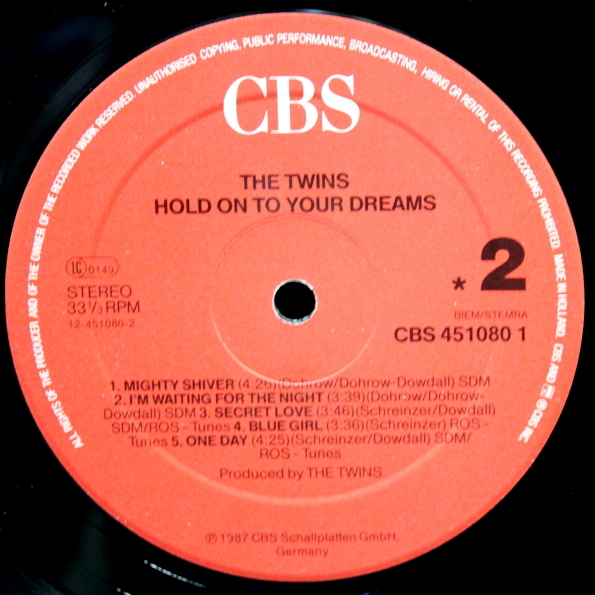 ALL RIGHTS OF THE PRODUCER AND OF THE OWNER OF THE RECORDED WORK RESERVED. UNAUTHORISED COPYING, PUBLIC PERFORMANCE, BROADCASTING, HIRING OR RENTAL OF THIS RECORDING PROHIBITED. MADE IN HOLLAND. CBS AND ® CBS INC.
CBS
THE TWINS
HOLD ON TO YOUR DREAMS
LC 0149
STEREO
33 1/3 RPM
12-451080-2
* 2
BIEM/STEMRA
CBS 451080 1
1. MIGHTY SHIVER (4:26)(Dohrow/Dohrow-Dowdall) SDM
2. I'M WAITING FOR THE NIGHT (3:39)(Dohrow/Dohrow-
Dowdall) SDM 3. SECRET LOVE (3:46)(Schreinzer/Dowdall)
SDM/ROS - Tunes 4. BLUE GIRL (3:36)(Schreinzer) ROS -
Tunes 5. ONE DAY (4:25)(Schreinzer/Dowdall) SDM/
ROS - Tunes
Produced by THE TWINS
℗ 1987 CBS Schallplatten GmbH,
Germany